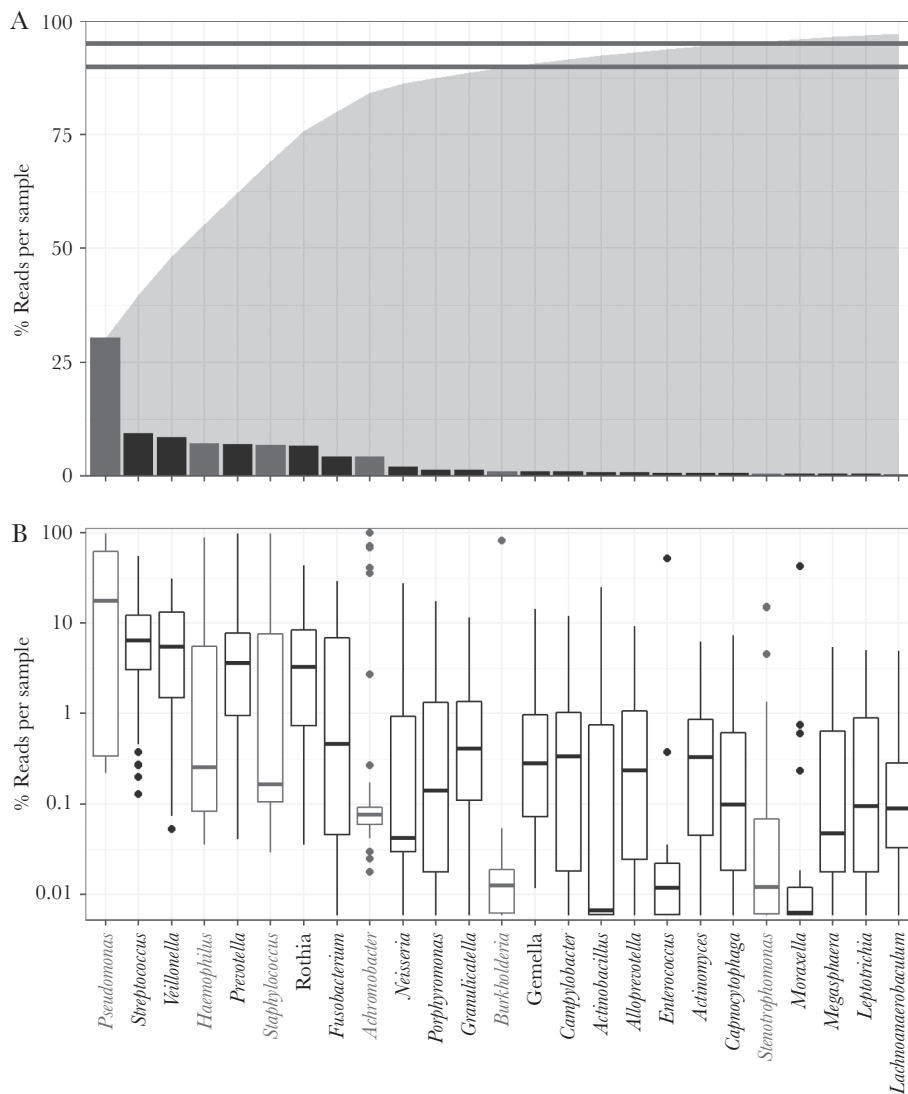 A
100
75
50
25
0
% Reads per sample
B
100
10
1
0.1
0.01
% Reads per sample
Pseudomonas
Streptococcus
Veillonella
Haemophilus
Prevotella
Staphylococcus
Rothia
Fusobacterium
Achromobacter
Neisseria
Porphyromonas
Granulicatella
Burkholderia
Gemella
Campylobacter
Actinobacillus
Alloprevotella
Enterococcus
Actinomyces
Capnocytophaga
Stenotrophomonas
Moraxella
Megasphaera
Leptotrichia
Lachnoanaerobaculum